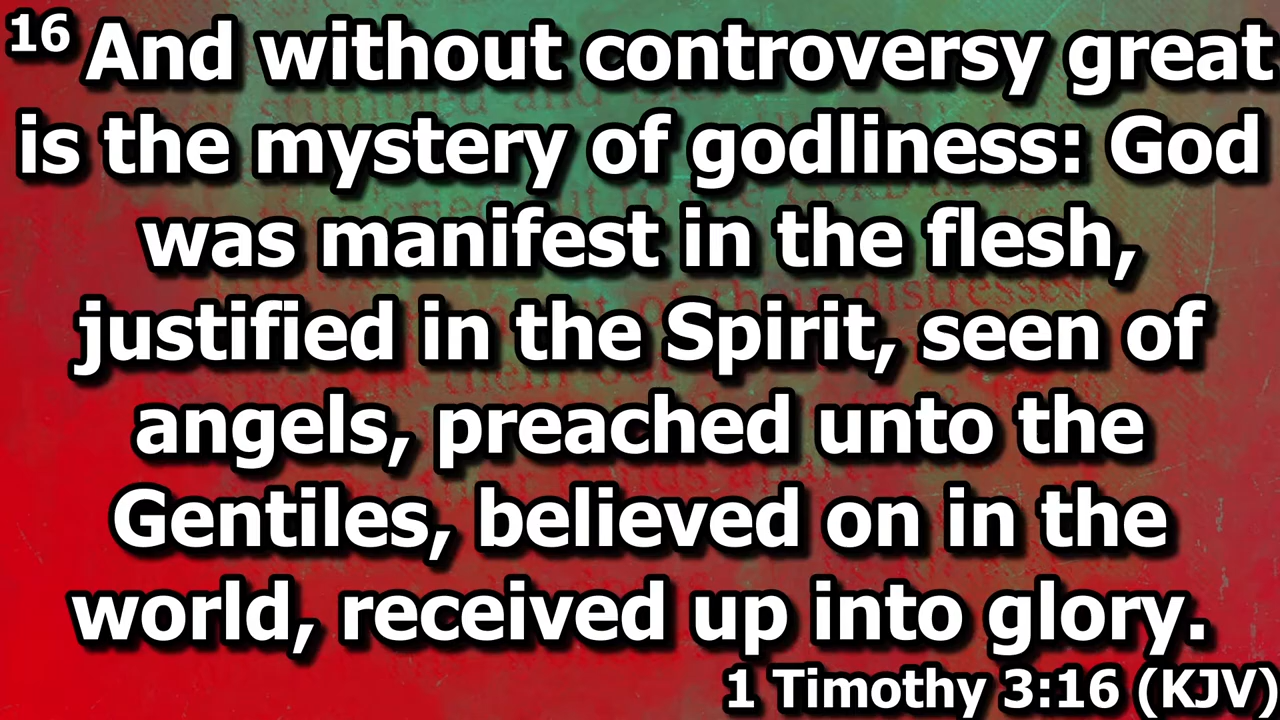 16 And without controversy great
is the mystery of godliness: God
was manifest in the flesh,
justified in the Spirit, seen of
angels, preached unto the
Gentiles, believed on in the
world, received up into glory.
1 Timothy 3:16 (KJV)